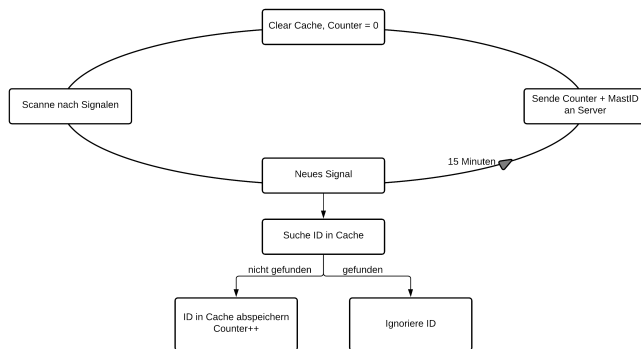 Clear Cache, Counter = 0
Scanne nach Signalen
Sende Counter + MastID
an Server
15 Minuten
Neues Signal
Suche ID in Cache
nicht gefunden
gefunden
ID in Cache abspeichern
Counter++
Ignoriere ID